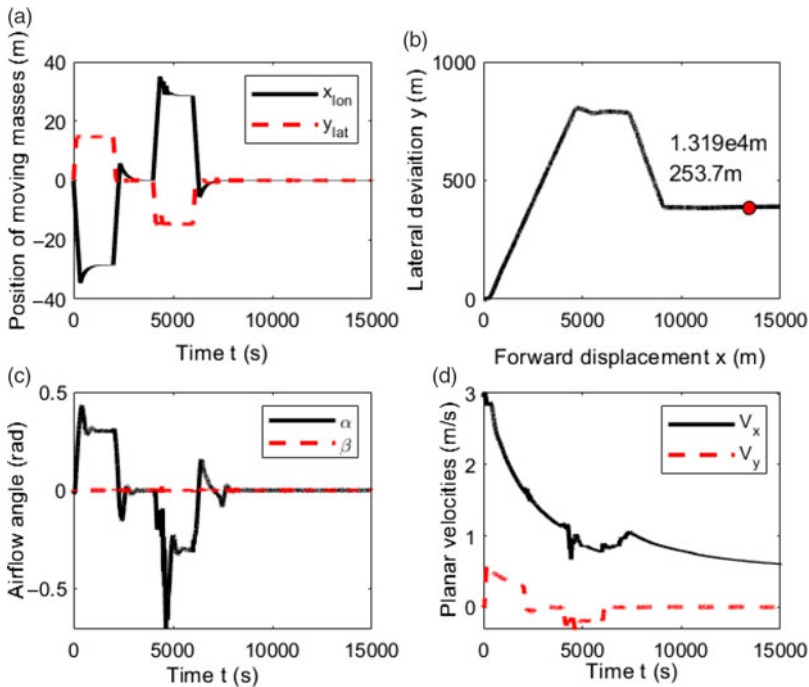 (a)
Position of moving masses (m)
40
20
0
−20
−40
0
5000
10000
15000
Time t (s)
x_lon
y_lat
(b)
Lateral deviaition y (m)
1000
500
0
0
5000
10000
15000
Forward displacement x (m)
1.319e4m
253.7m
(c)
Airflow angle (rad)
0.5
0
−0.5
0
5000
10000
15000
Time t (s)
α
β
(d)
Planar velocities (m/s)
3
2
1
0
0
5000
10000
15000
Time t (s)
V_x
V_y